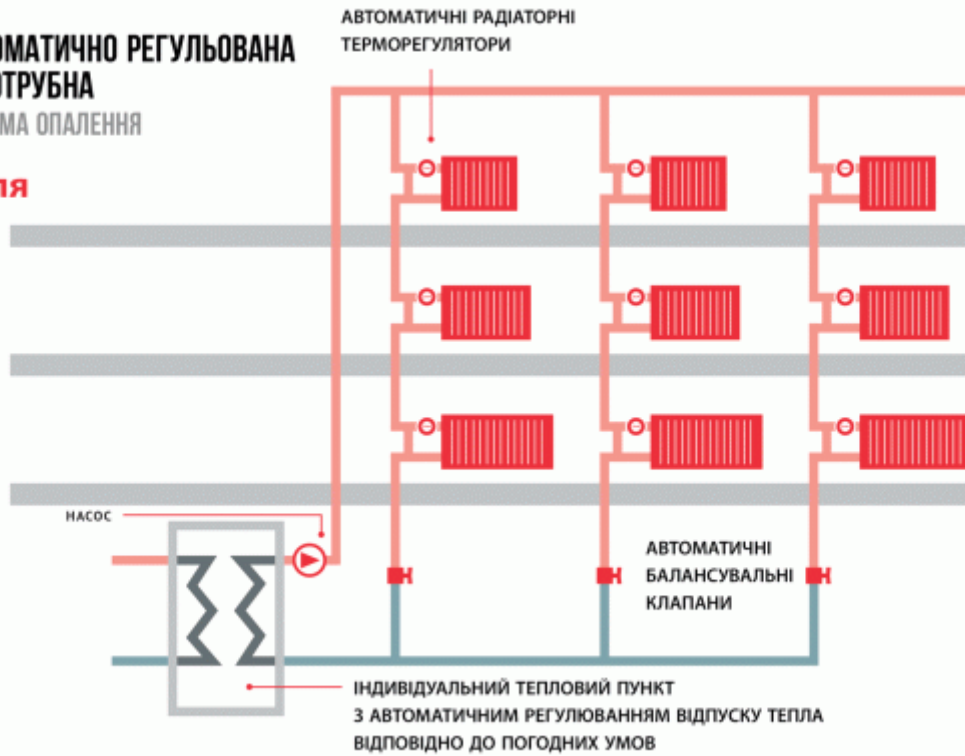 АВТОМАТИЧНІ РАДІАТОРНІ
ТЕРМОРЕГУЛЯТОРИ
ОМАТИЧНО РЕГУЛЬОВАНА
ОТРУБНА
МА ОПАЛЕННЯ
ля
НАСОС
АВТОМАТИЧНІ
БАЛАНСУВАЛЬНІ
КЛАПАНИ
ІНДИВІДУАЛЬНИЙ ТЕПЛОВИЙ ПУНКТ
З АВТОМАТИЧНИМ РЕГУЛЮВАННЯМ ВІДПУСКУ ТЕПЛА
ВІДПОВІДНО ДО ПОГОДНИХ УМОВ